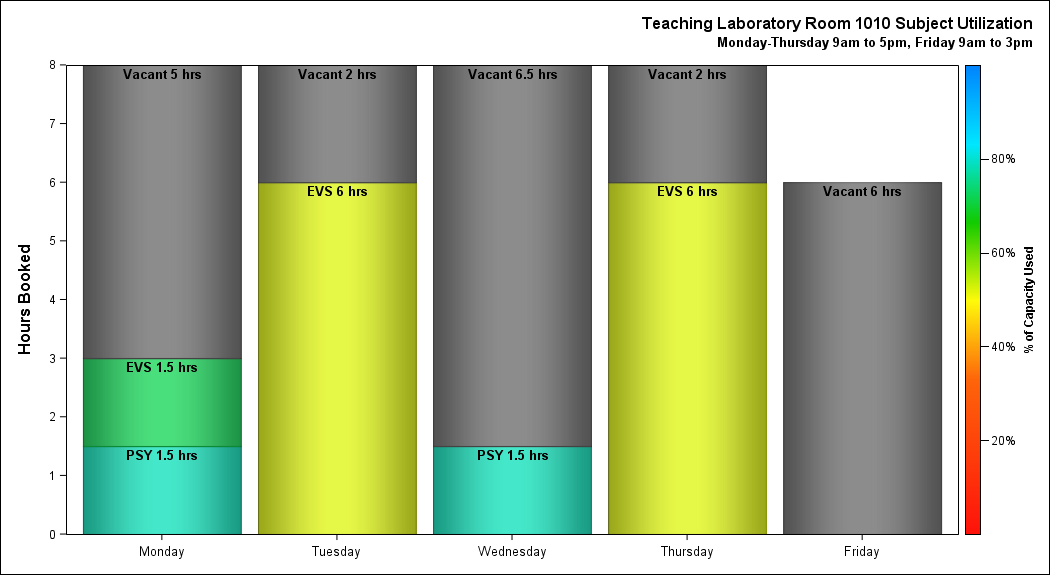 Teaching Laboratory Room 1010 Subject Utilization
Monday-Thursday 9am to 5pm, Friday 9am to 3pm
Hours Booked
8
7
6
5
4
3
2
1
0
Vacant 5 hrs
EVS 1.5 hrs
PSY 1.5 hrs
Vacant 2 hrs
EVS 6 hrs
Vacant 6.5 hrs
PSY 1.5 hrs
Vacant 2 hrs
EVS 6 hrs
Vacant 6 hrs
Monday
Tuesday
Wednesday
Thursday
Friday
80%
60%
40%
20%
% of Capacity Used